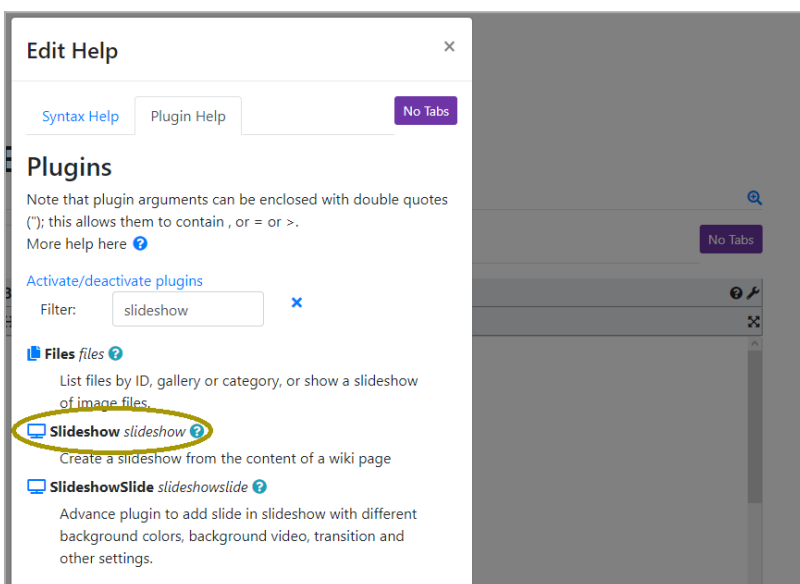 Edit Help
×
Syntax Help
Plugin Help
No Tabs
Plugins
Note that plugin arguments can be enclosed with double quotes
("); this allows them to contain , or = or >.
More help here
Activate/deactivate plugins
Filter:
slideshow
Files files
List files by ID, gallery or category, or show a slideshow
of image files.
Slideshow slideshow
Create a slideshow from the content of a wiki page
SlideshowSlide slideshowslide
Advance plugin to add slide in slideshow with different
background colors, background video, transition and
other settings.
No Tabs